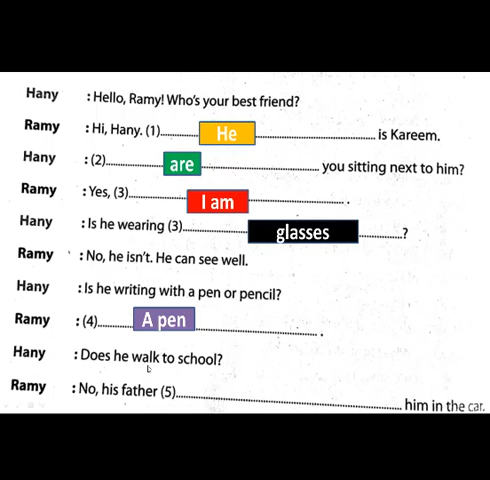 Hany : Hello, Ramy! Who's your best friend?
Ramy : Hi, Hany. (1)........ He ........................ is Kareem.
Hany : (2)............ are ........................ you sitting next to him?
Ramy : Yes, (3)............ I am .................... .
Hany : Is he wearing (3)............ glasses .........?
Ramy : No, he isn't. He can see well.
Hany : Is he writing with a pen or pencil?
Ramy : (4)........ A pen ........................ .
Hany : Does he walk to school?
Ramy : No, his father (5)................................................ him in the car.